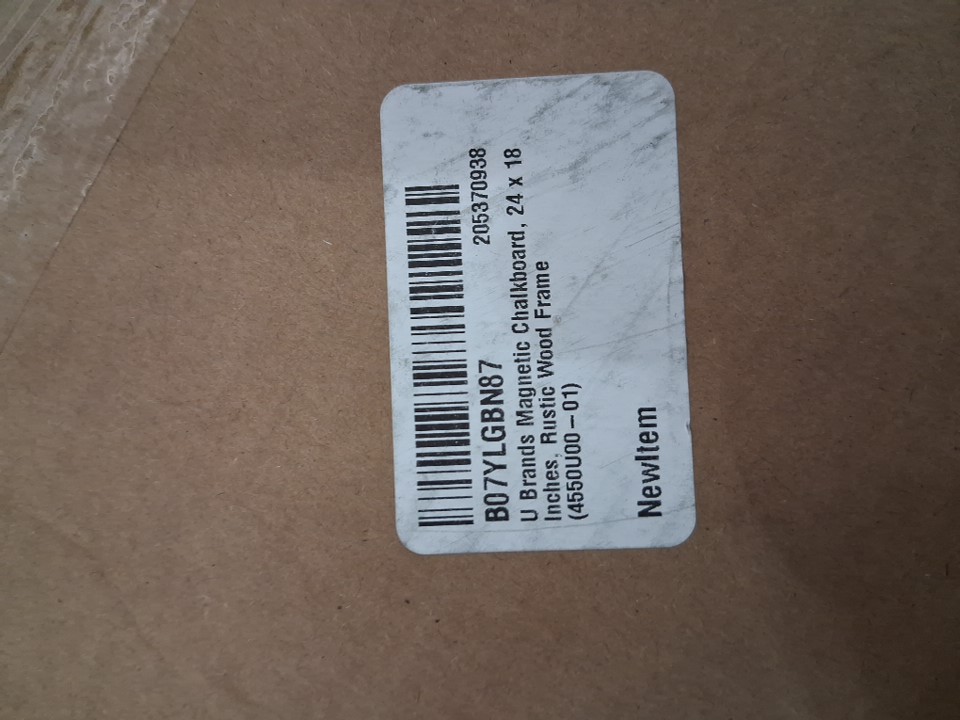 205370938
B07YLGBN87
U Brands Magnetic Chalkboard, 24 x 18
Inches, Rustic Wood Frame
(4550U00-01)
NewItem